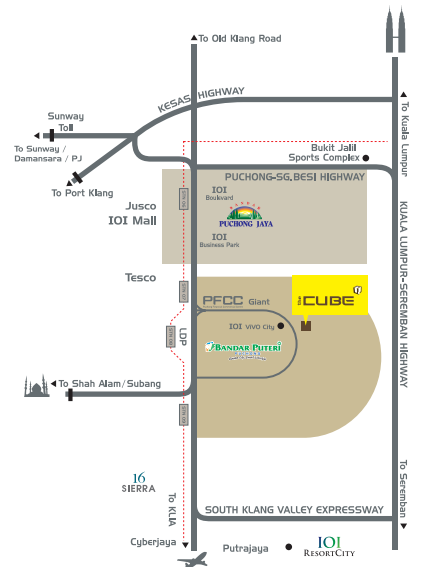 To Old Klang Road
KESAS HIGHWAY
Sunway
Toll
To Sunway /
Damansara / PJ
To Port Klang
To Kuala Lumpur
Bukit Jalil
Sports Complex
PUCHONG-SG.BESI HIGHWAY
KUALA LUMPUR-SEREMBAN HIGHWAY
Jusco
IOI Mall
IOI
Boulevard
BANDAR
PUCHONG JAYA
IOI
Business Park
Tesco
PFCC Giant
the CUBE
IOI Vivo City
BANDAR PUTERI
LDP
To Shah Alam/Subang
16
SIERRA
To KLIA
To Seremban
SOUTH KLANG VALLEY EXPRESSWAY
Cyberjaya
Putrajaya
IOI
RESORT CITY